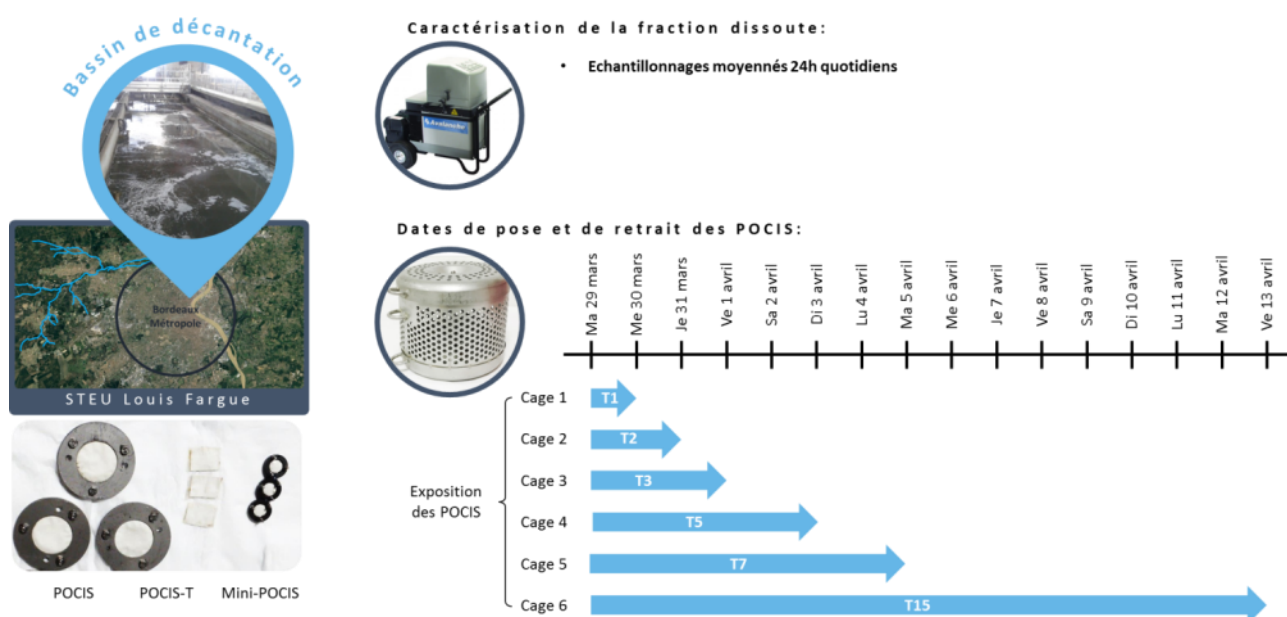 Bassin de décantation
Bordeaux
Métropole
STEU Louis Fargue
POCIS
POCIS-T
Mini-POCIS
Caractérisation de la fraction dissoute:
• Echantillonnages moyennés 24h quotidiens
Avalanche
Dates de pose et de retrait des POCIS:
Ma 29 mars
Me 30 mars
Je 31 mars
Ve 1 avril
Sa 2 avril
Di 3 avril
Lu 4 avril
Ma 5 avril
Me 6 avril
Je 7 avril
Ve 8 avril
Sa 9 avril
Di 10 avril
Lu 11 avril
Ma 12 avril
Ve 13 avril
Exposition
des POCIS
Cage 1 T1
Cage 2 T2
Cage 3 T3
Cage 4 T5
Cage 5 T7
Cage 6 T15